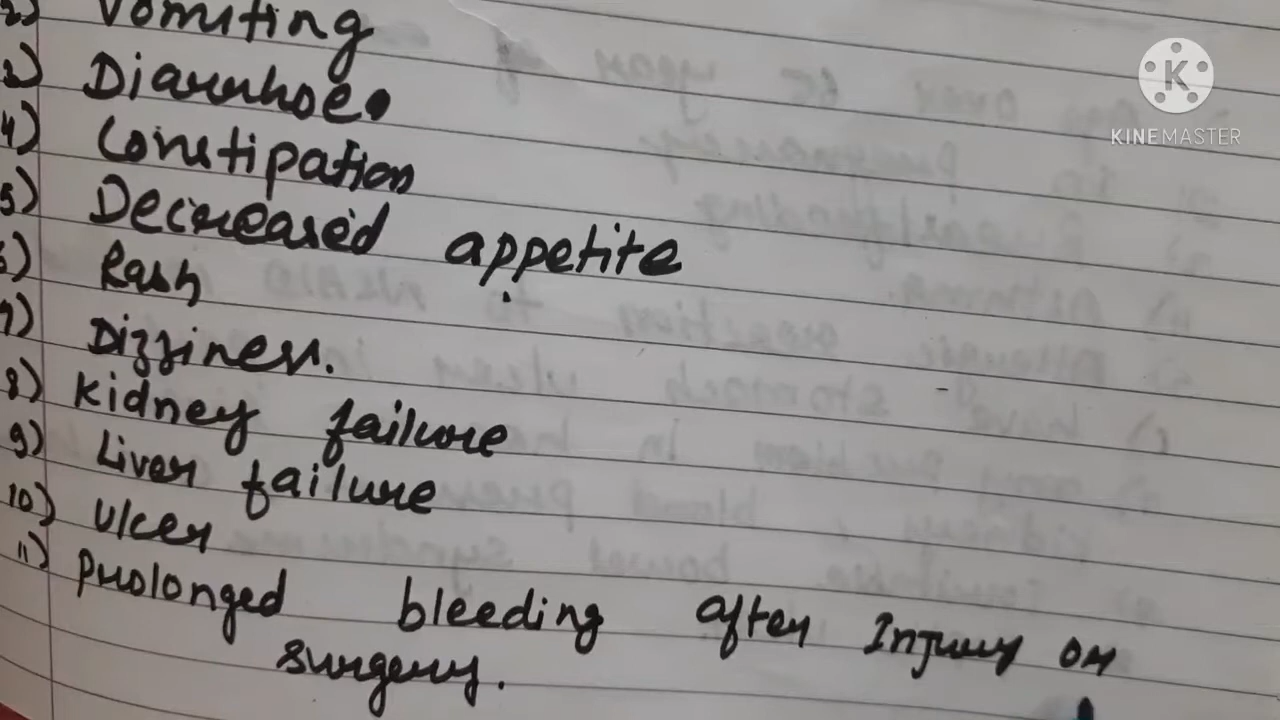 2) Vomiting
3) Diarrhoea
4) Constipation
5) Decreased appetite
6) Rash
7) Dizziness.
8) Kidney failure
9) Liver failure
10) Ulcer
11) Prolonged bleeding after Injury or
surgery.
KINEMASTER